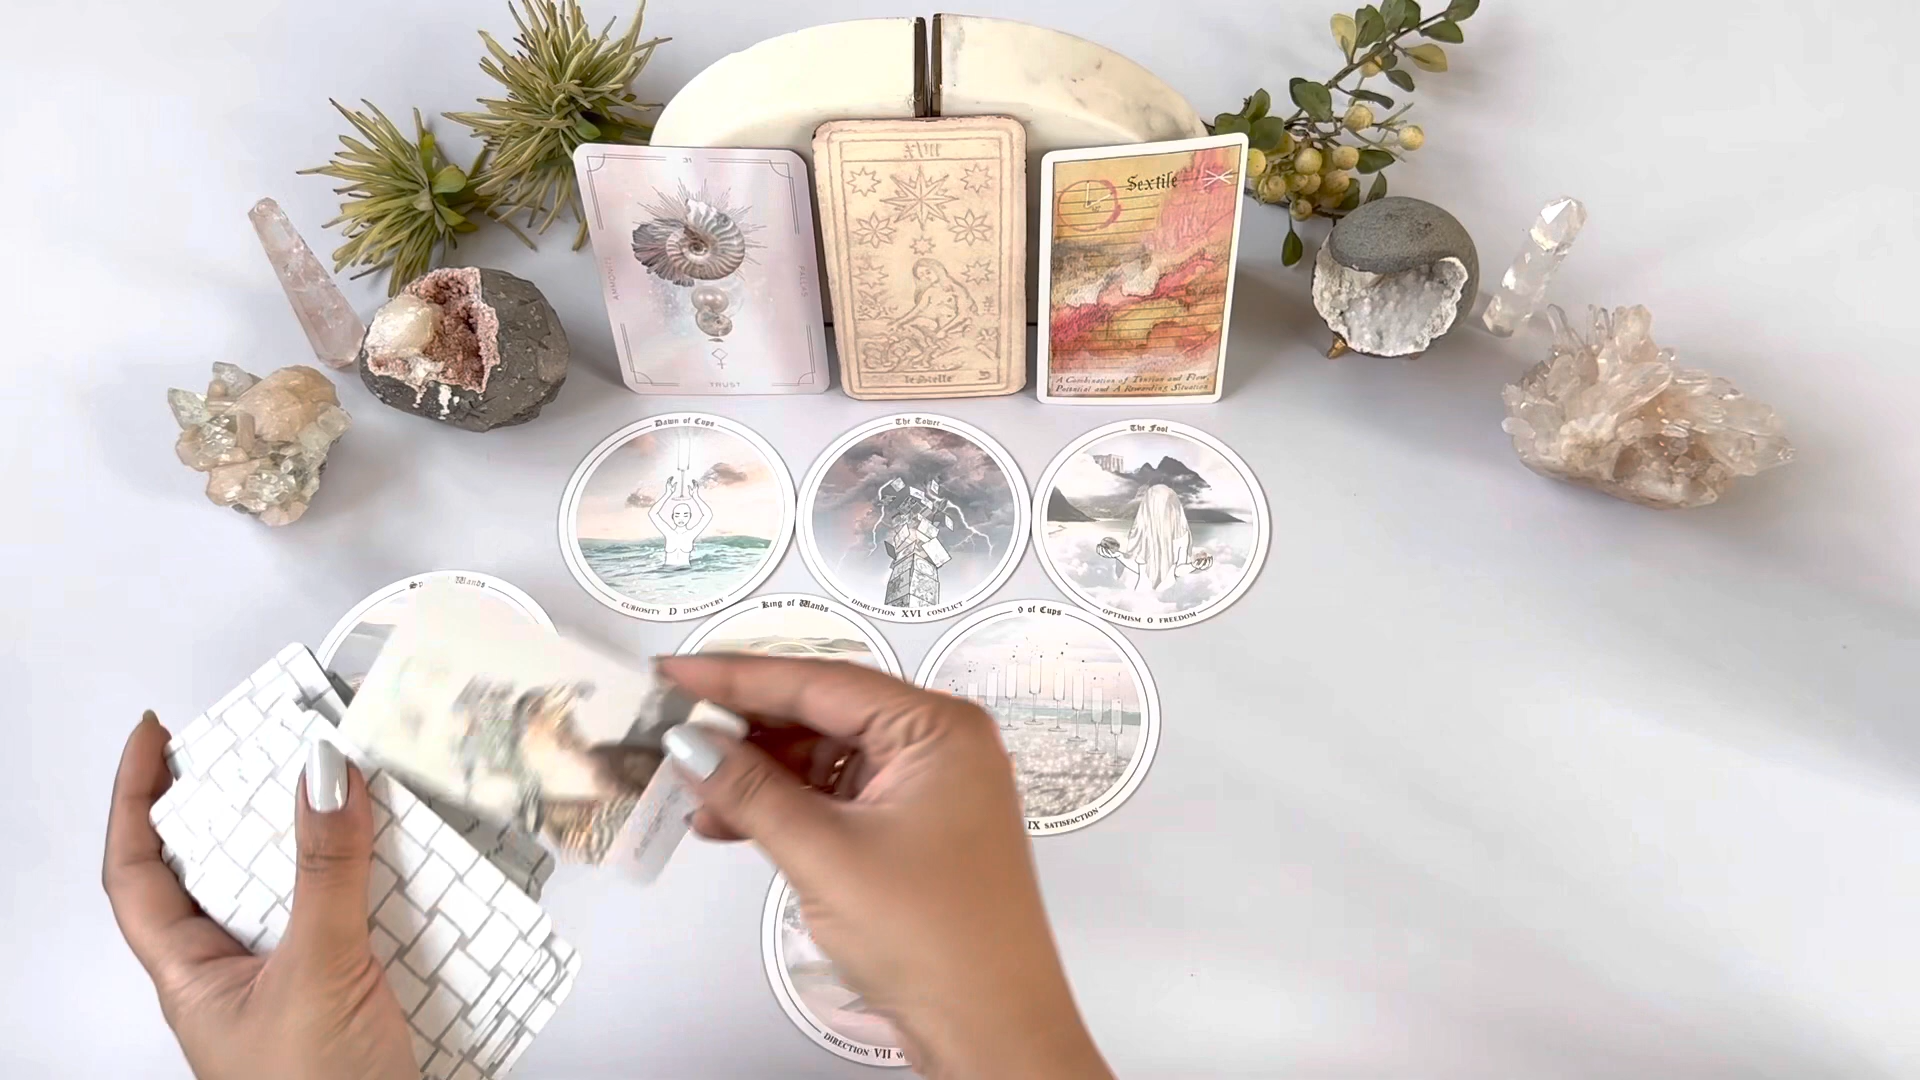 31
SUNONY
PALLAS
TRUST
XVII
le Stelle
Sextile
A Combination of Tension and Flow,
Potential and A Rewarding Situation
Dawn of Cups
CURIOSITY D DISCOVERY
The Tower
DISRUPTION XVI CONFLICT
The Fool
OPTIMISM 0 FREEDOM
Wands
King of Wands
9 of Cups
IX SATISFACTION
DIRECTION VII